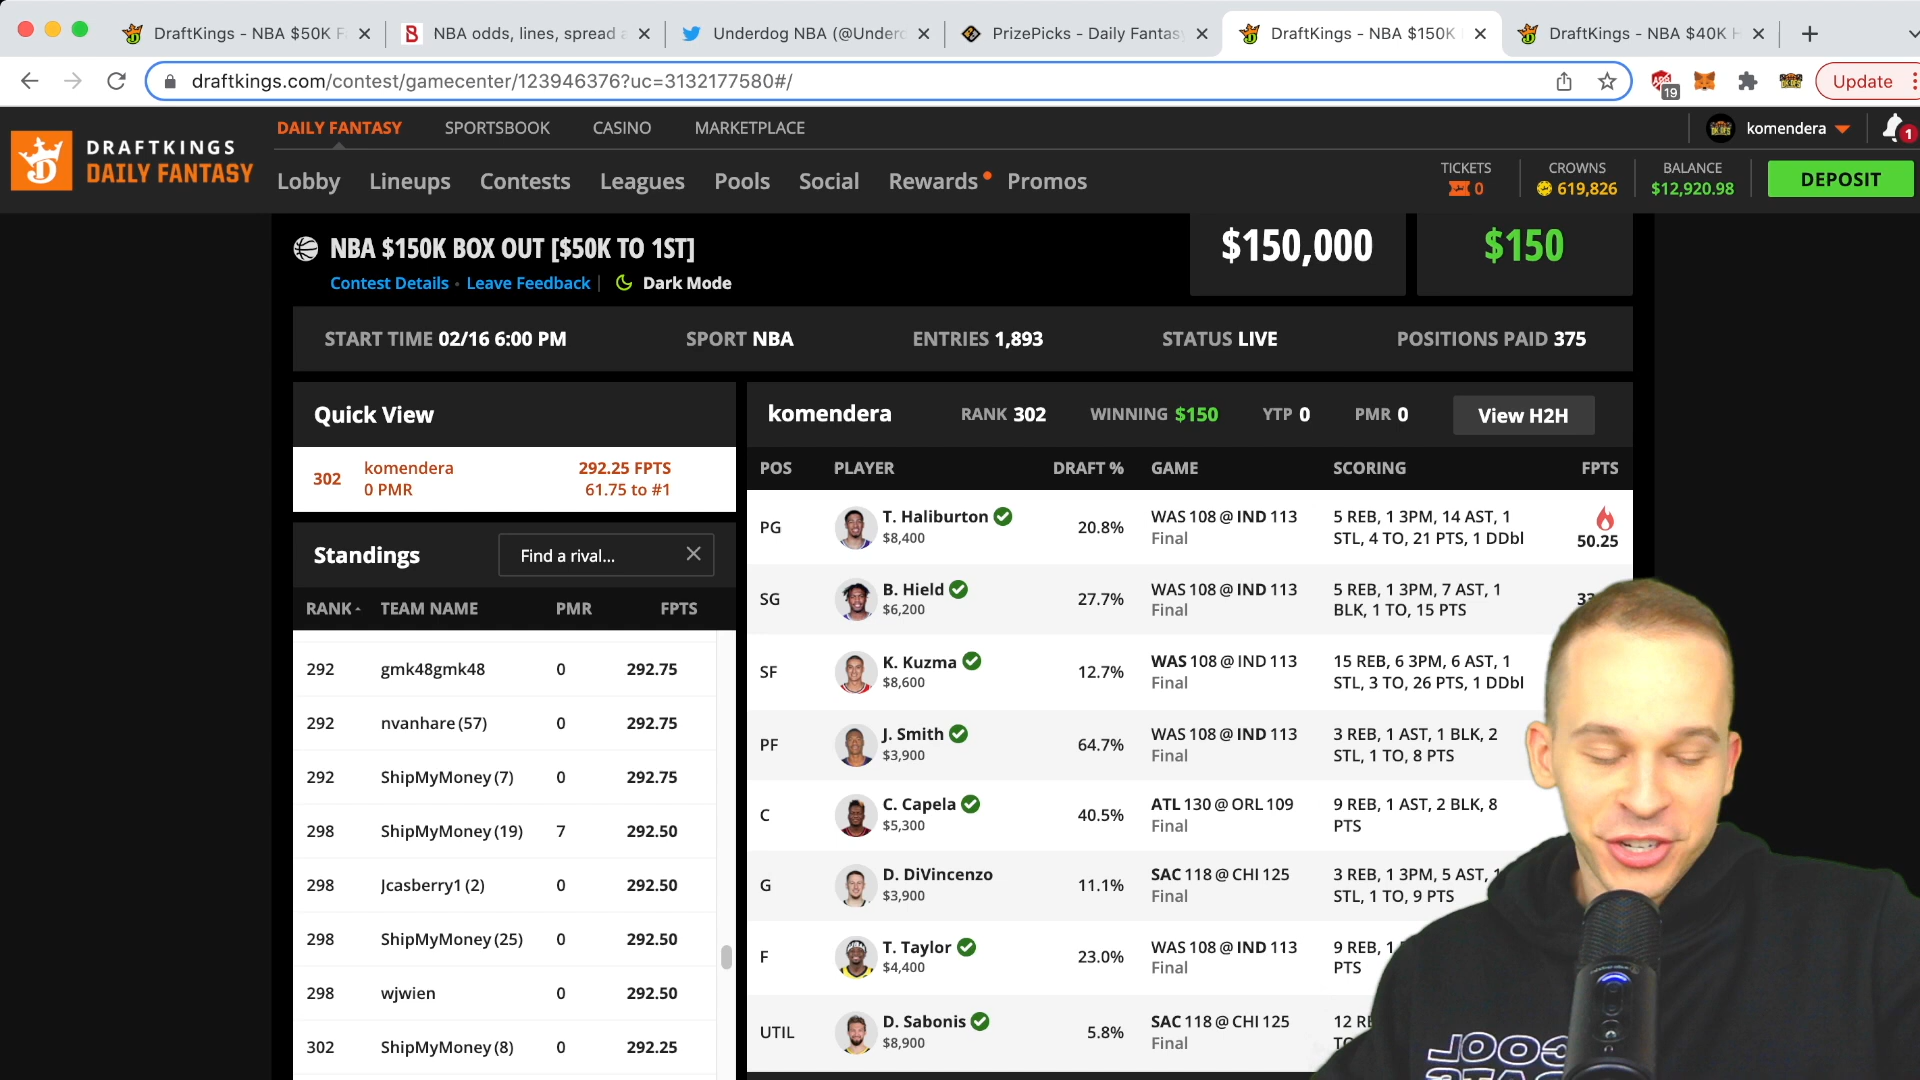 DraftKings - NBA $50K F
NBA odds, lines, spread a
Underdog NBA (@Underd
PrizePicks - Daily Fantasy
DraftKings - NBA $150K
DraftKings - NBA $40K H
draftkings.com/contest/gamecenter/123946376?uc=3132177580#/
19
Update
DRAFTKINGS
DAILY FANTASY
DAILY FANTASY
SPORTSBOOK
CASINO
MARKETPLACE
komendera
1
Lobby
Lineups
Contests
Leagues
Pools
Social
Rewards
Promos
TICKETS
0
CROWNS
619,826
BALANCE
$12,920.98
DEPOSIT
NBA $150K BOX OUT [$50K TO 1ST]
$150,000
$150
Contest Details • Leave Feedback | Dark Mode
START TIME 02/16 6:00 PM
SPORT NBA
ENTRIES 1,893
STATUS LIVE
POSITIONS PAID 375
Quick View
302
komendera
0 PMR
292.25 FPTS
61.75 to #1
Standings
Find a rival...
RANK TEAM NAME PMR FPTS
292 gmk48gmk48 0 292.75
292 nvanhare (57) 0 292.75
292 ShipMyMoney (7) 0 292.75
298 ShipMyMoney (19) 7 292.50
298 Jcasberry1 (2) 0 292.50
298 ShipMyMoney (25) 0 292.50
298 wjwien 0 292.50
302 ShipMyMoney (8) 0 292.25
komendera RANK 302 WINNING $150 YTP 0 PMR 0 View H2H
POS PLAYER DRAFT % GAME SCORING FPTS
PG T. Haliburton $8,400 20.8% WAS 108 @ IND 113 Final 5 REB, 1 3PM, 14 AST, 1 STL, 4 TO, 21 PTS, 1 DDbl 50.25
SG B. Hield $6,200 27.7% WAS 108 @ IND 113 Final 5 REB, 1 3PM, 7 AST, 1 BLK, 1 TO, 15 PTS
SF K. Kuzma $8,600 12.7% WAS 108 @ IND 113 Final 15 REB, 6 3PM, 6 AST, 1 STL, 3 TO, 26 PTS, 1 DDbl
PF J. Smith $3,900 64.7% WAS 108 @ IND 113 Final 3 REB, 1 AST, 1 BLK, 2 STL, 1 TO, 8 PTS
C C. Capela $5,300 40.5% ATL 130 @ ORL 109 Final 9 REB, 1 AST, 2 BLK, 8 PTS
G D. DiVincenzo $3,900 11.1% SAC 118 @ CHI 125 Final 3 REB, 1 3PM, 5 AST, 1 STL, 1 TO, 9 PTS
F T. Taylor $4,400 23.0% WAS 108 @ IND 113 Final 9 REB, 1 PTS
UTIL D. Sabonis $8,900 5.8% SAC 118 @ CHI 125 Final 12 RE